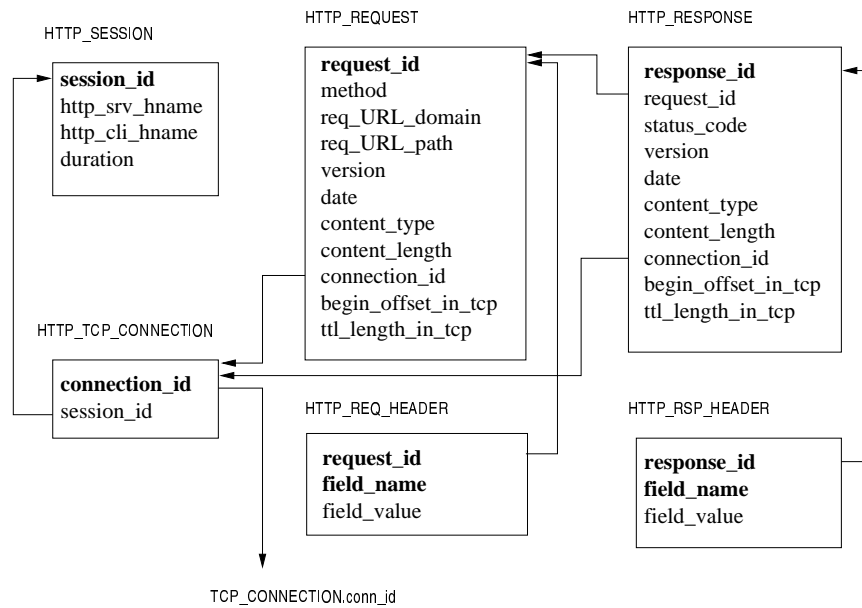 HTTP_SESSION
session_id
http_srv_hname
http_cli_hname
duration
HTTP_REQUEST
request_id
method
req_URL_domain
req_URL_path
version
date
content_type
content_length
connection_id
begin_offset_in_tcp
ttl_length_in_tcp
HTTP_RESPONSE
response_id
request_id
status_code
version
date
content_type
content_length
connection_id
begin_offset_in_tcp
ttl_length_in_tcp
HTTP_TCP_CONNECTION
connection_id
session_id
HTTP_REQ_HEADER
request_id
field_name
field_value
HTTP_RSP_HEADER
response_id
field_name
field_value
TCP_CONNECTION.conn_id